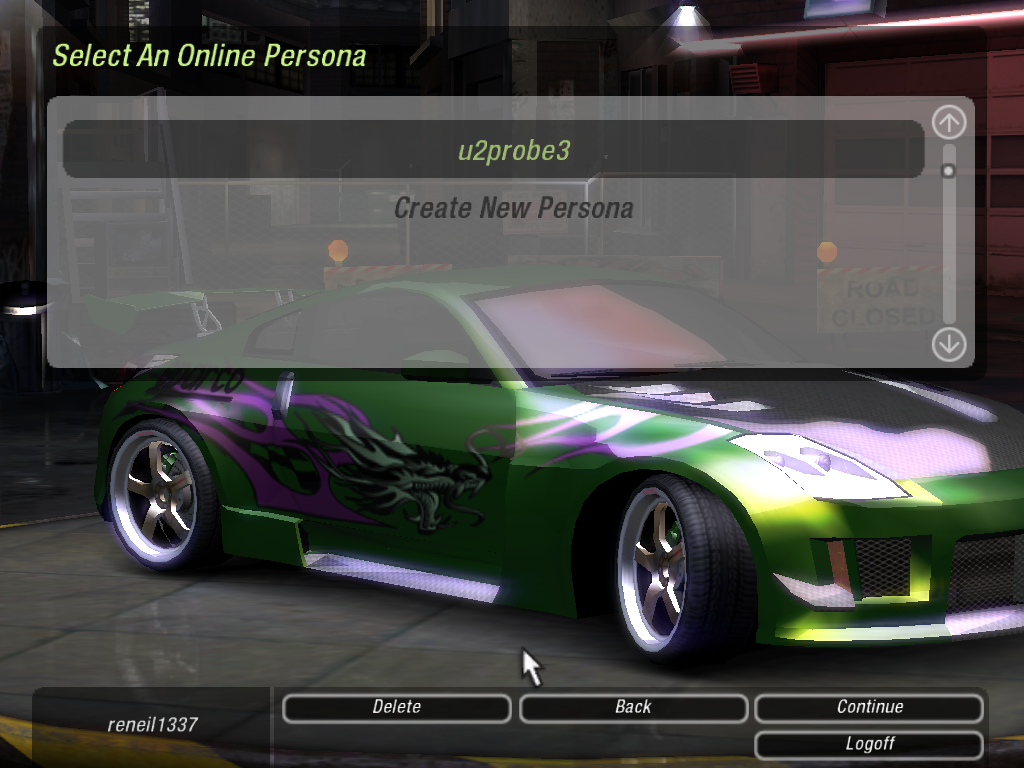 Select An Online Persona
u2probe3
Create New Persona
ROAD
CLOSED
reneil1337
Delete
Back
Continue
Logoff